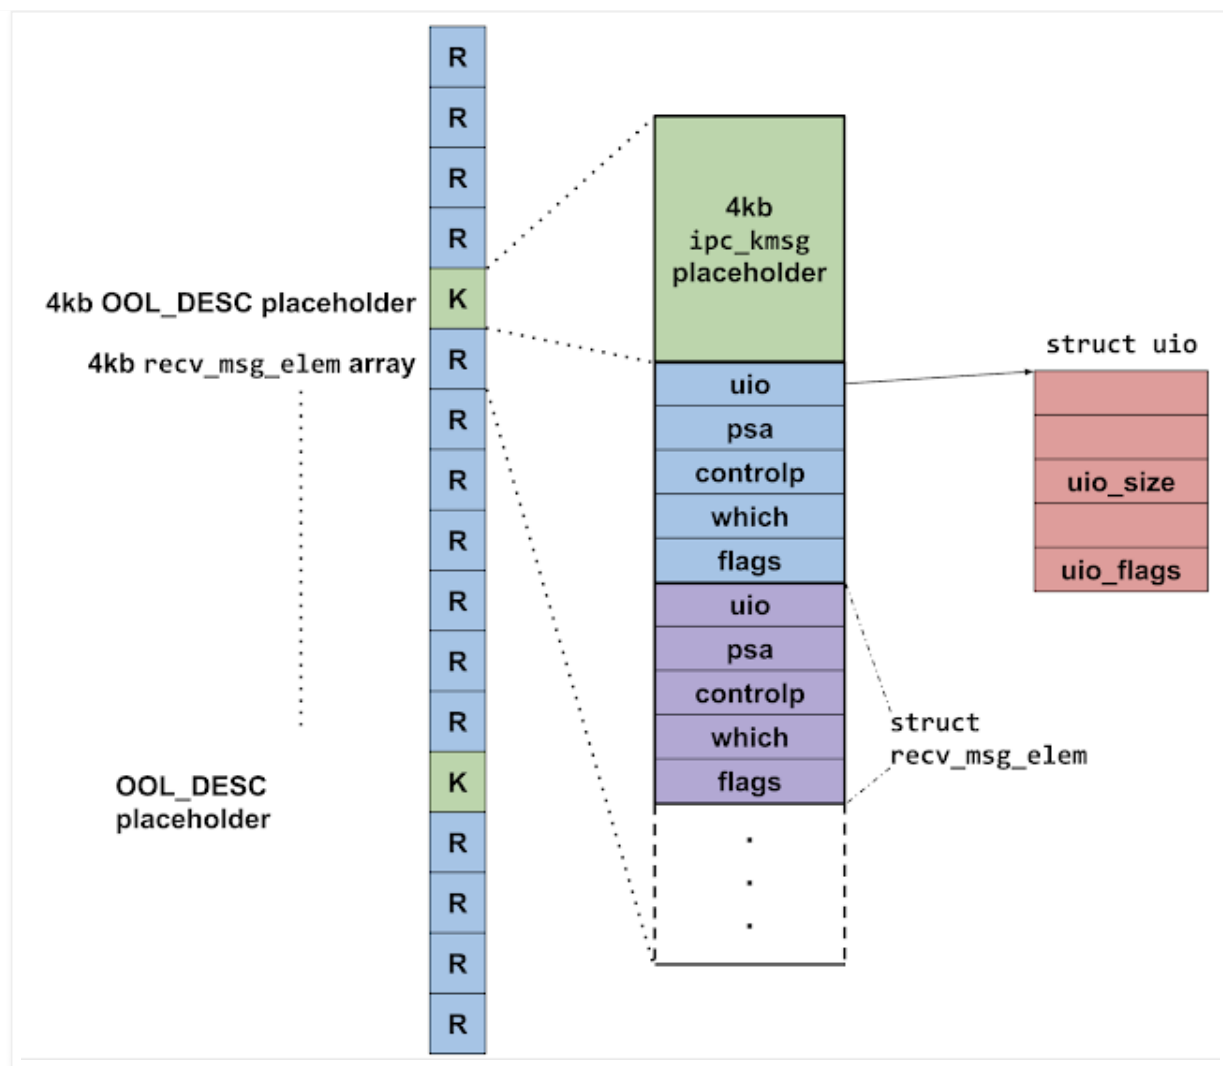 R
R
R
R
4kb OOL_DESC placeholder
K
4kb recv_msg_elem array
R
R
R
R
R
R
R
OOL_DESC
placeholder
K
R
R
R
R
4kb
ipc_kmsg
placeholder
uio
psa
controlp
which
flags
uio
psa
controlp
which
flags
struct
recv_msg_elem
struct uio
uio_size
uio_flags